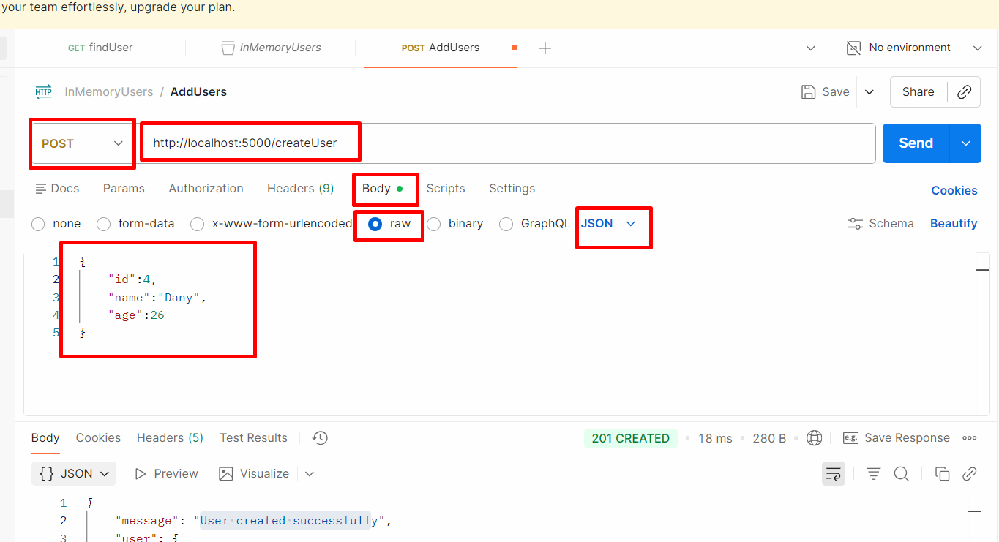 your team effortlessly, upgrade your plan.
GET findUser InMemoryUsers POST AddUsers No environment
HTTP InMemoryUsers / AddUsers Save Share
POST http://localhost:5000/createUser Send
Docs Params Authorization Headers (9) Body Scripts Settings Cookies
none form-data x-www-form-urlencoded raw binary GraphQL JSON Schema Beautify
1 {
2 "id":4,
3 "name":"Dany",
4 "age":26
5 }
Body Cookies Headers (5) Test Results 201 CREATED 18 ms 280 B e.g. Save Response
{} JSON Preview Visualize
1 {
2 "message": "User created successfully",
3 "user": {